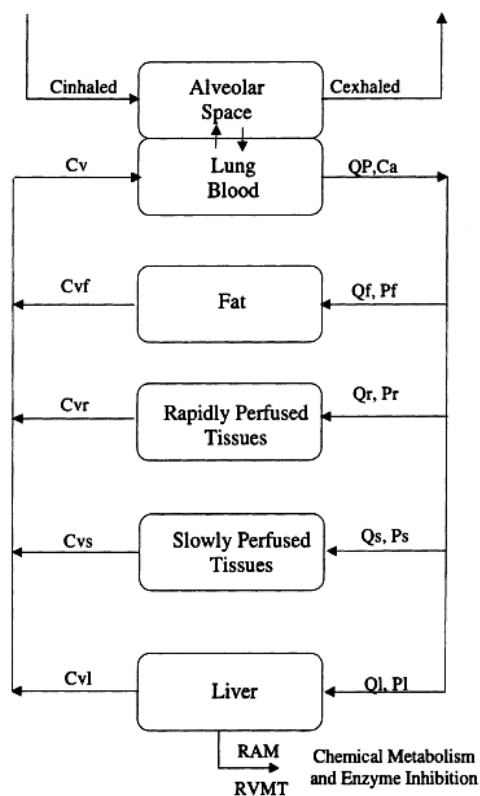 Cinhaled
Alveolar
Space
Cexhaled
Cv
Lung
Blood
QP,Ca
Cvf
Fat
Qf, Pf
Cvr
Rapidly Perfused
Tissues
Qr, Pr
Cvs
Slowly Perfused
Tissues
Qs, Ps
Cvl
Liver
Ql, Pl
RAM
RVMT
Chemical Metabolism
and Enzyme Inhibition